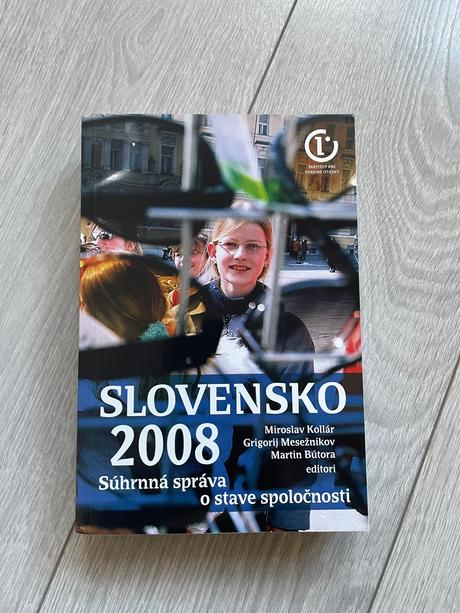 INŠTITÚT PRE
VEREJNÉ OTÁZKY
SLOVENSKO
2008
Miroslav Kollár
Grigorij Mesežnikov
Martin Bútora
editori
Súhrnná správa
o stave spoločnosti